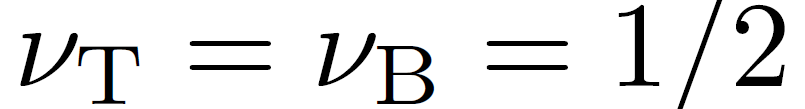 ν_T = ν_B = 1/2